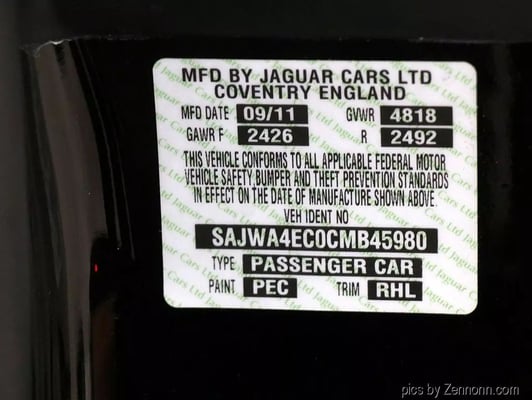 MFD BY JAGUAR CARS LTD
COVENTRY ENGLAND
MFD DATE 09/11 GVWR 4818
GAWR F 2426 R 2492
THIS VEHICLE CONFORMS TO ALL APPLICABLE FEDERAL MOTOR
VEHICLE SAFETY, BUMPER AND THEFT PREVENTION STANDARDS
IN EFFECT ON THE DATE OF MANUFACTURE SHOWN ABOVE.
VEH IDENT NO
SAJWA4EC0CMB45980
TYPE PASSENGER CAR
PAINT PEC TRIM RHL
pics by Zennonn.com